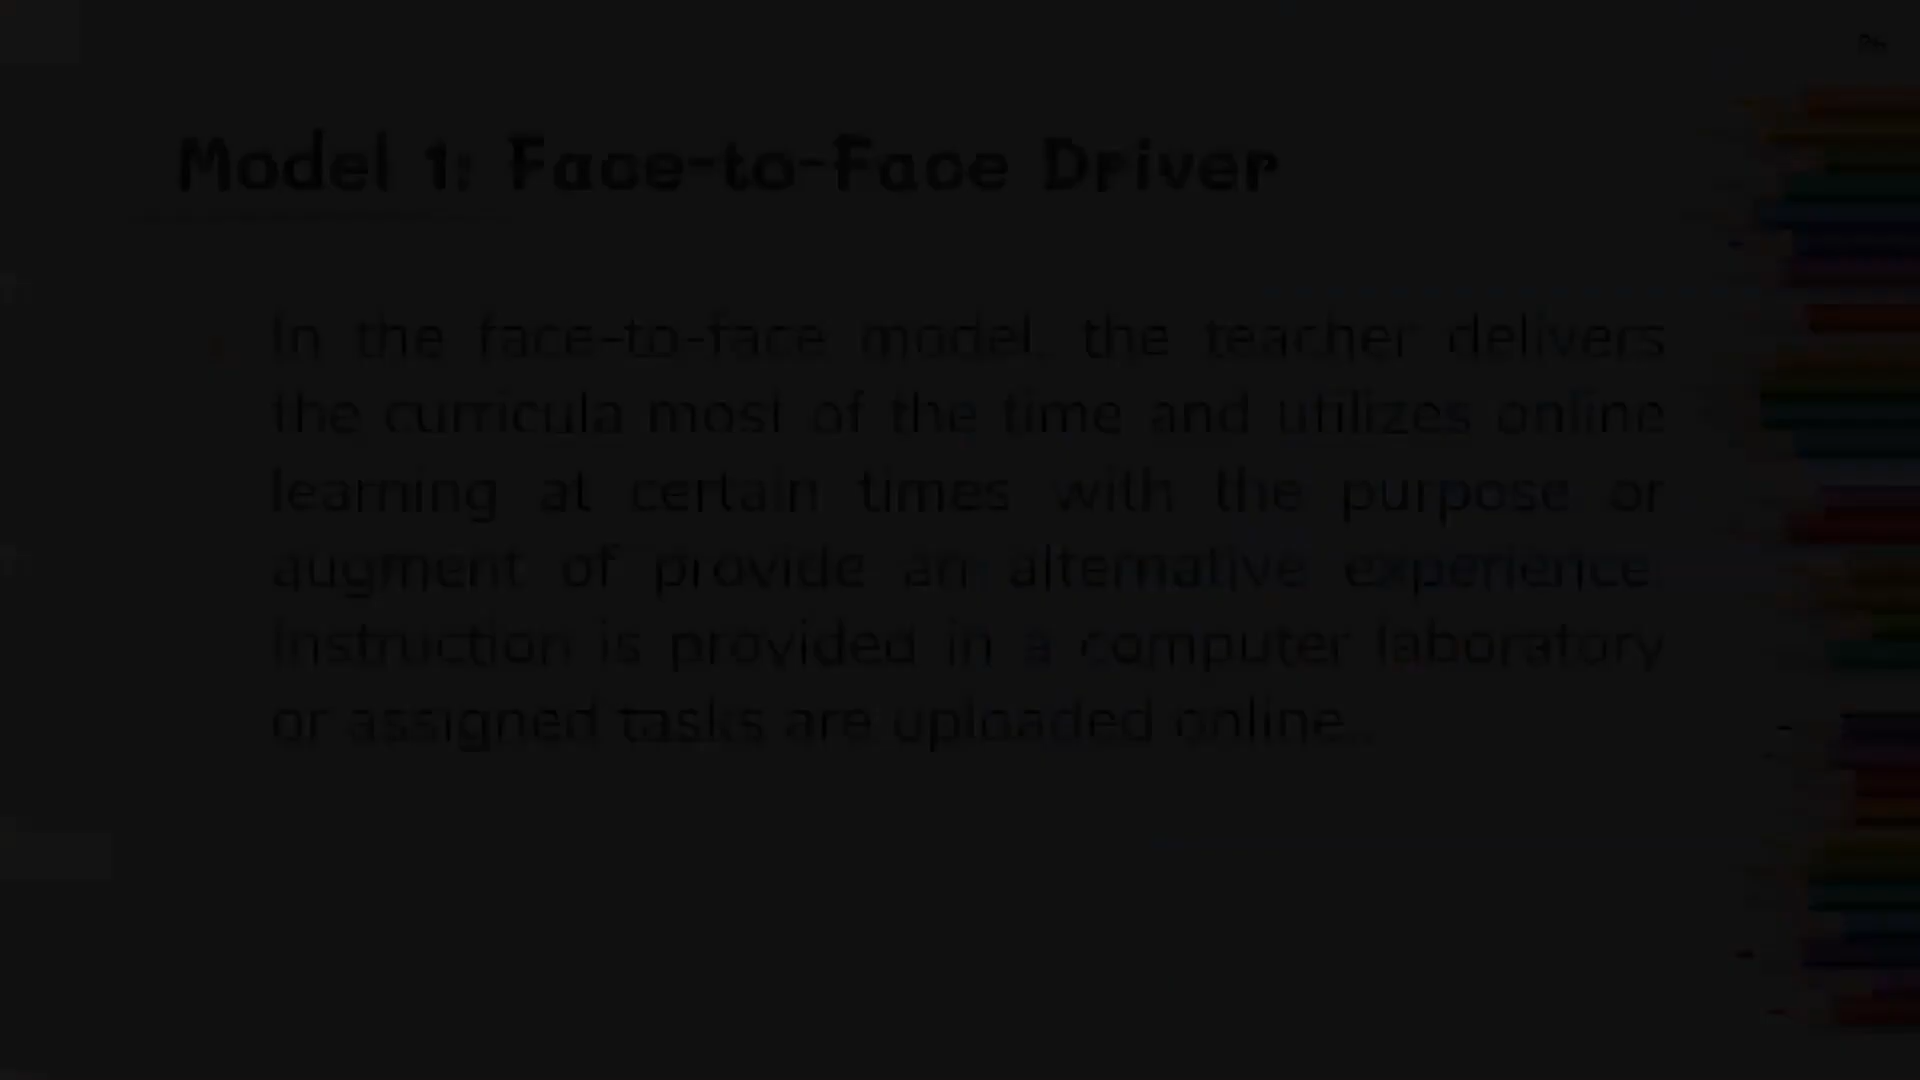 Model 1: Face-to-Face Driver
In the face-to-face model, the teacher delivers
the curricula most of the time and utilizes online
learning at certain times with the purpose or
augment of provide an alternative experience.
Instruction is provided in a computer laboratory
or assigned tasks are uploaded online..